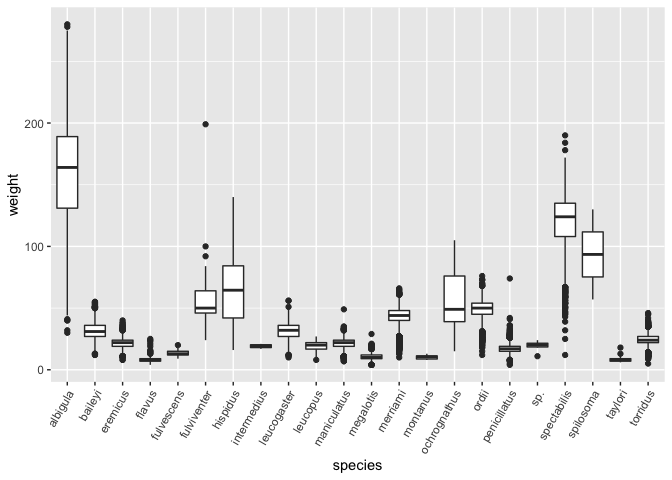 weight
200
100
0
albigula
baileyi
eremicus
flavus
fulvescens
fulviventer
hispidus
intermedius
leucogaster
leucopus
maniculatus
megalotis
merriami
montanus
ochrognathus
ordii
penicillatus
sp.
spectabilis
spilosoma
taylori
torridus
species